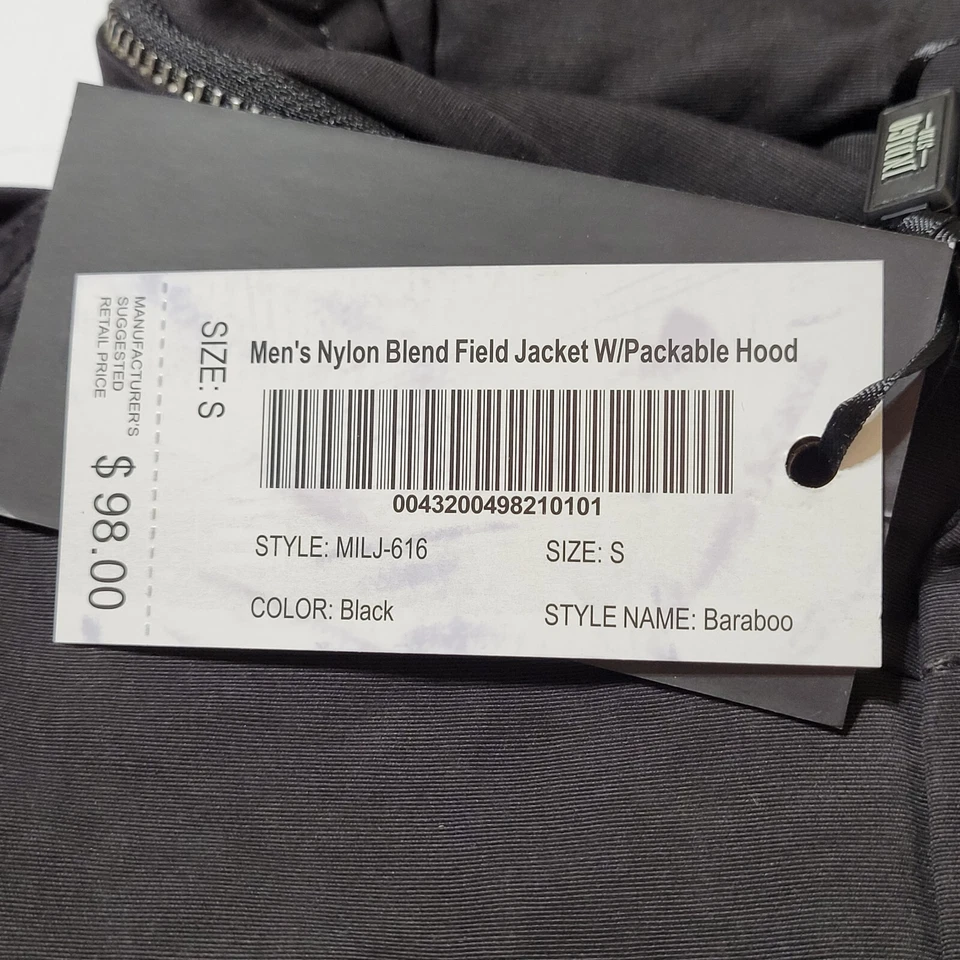 MANUFACTURER'S
SUGGESTED
RETAIL PRICE
$ 98.00
SIZE: S
Men's Nylon Blend Field Jacket W/Packable Hood
0043200498210101
STYLE: MILJ-616
SIZE: S
COLOR: Black
STYLE NAME: Baraboo